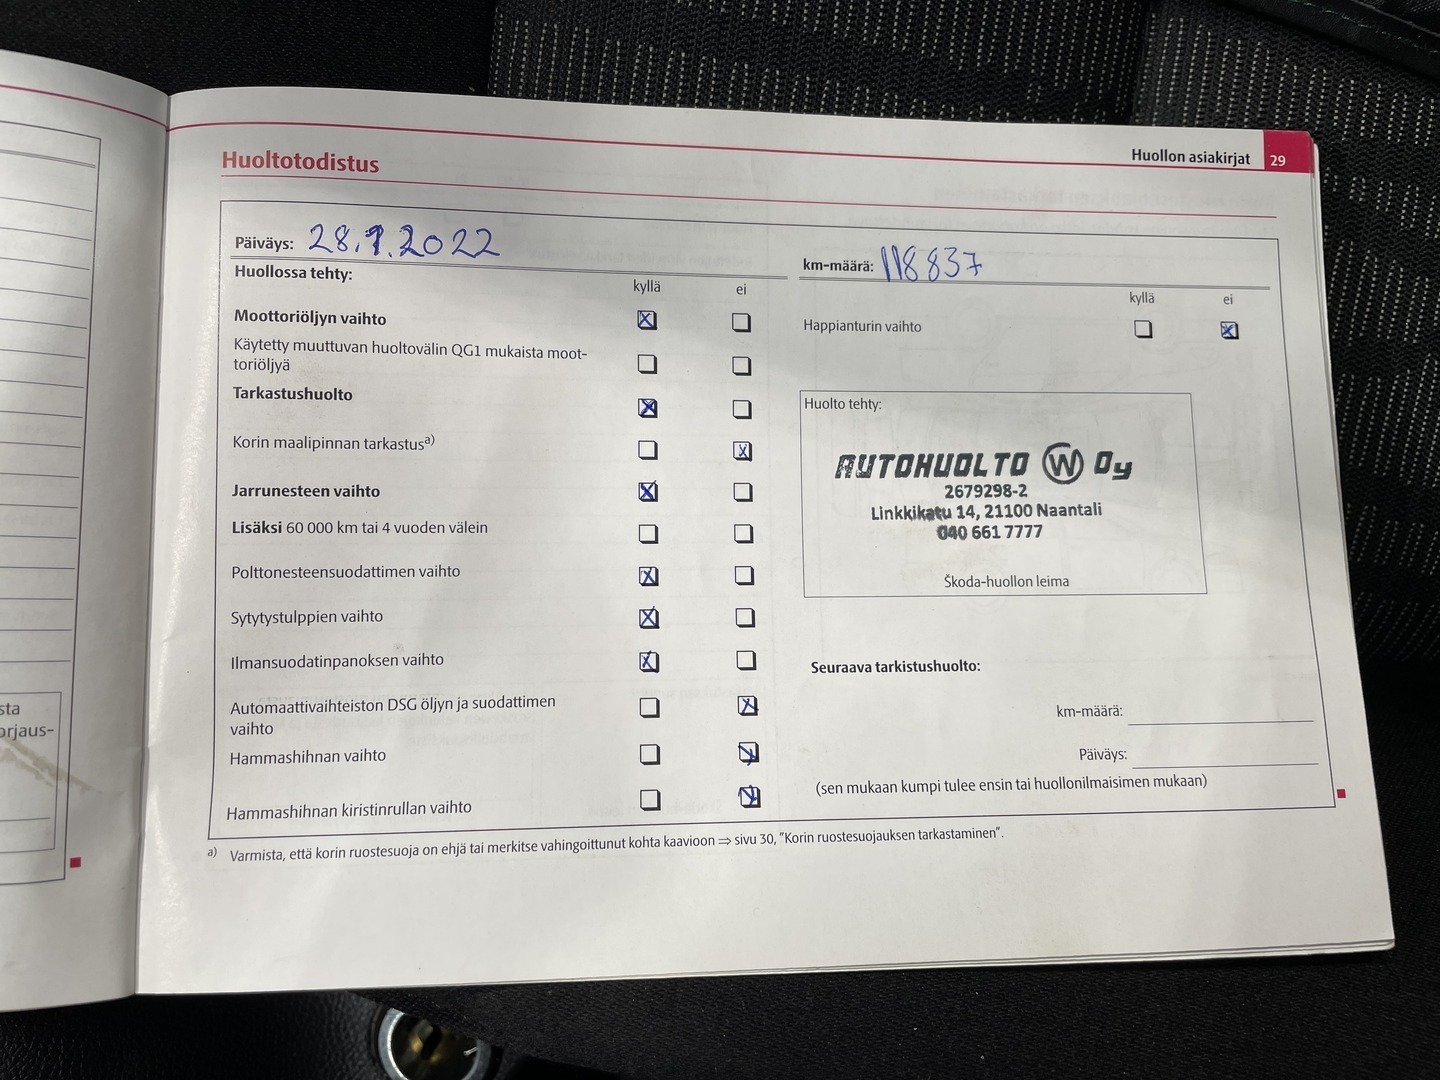 Huollon asiakirjat 29
Huoltotodistus
Päiväys: 28.9.2022
km-määrä: 118837
Huollossa tehty:
kyllä ei
Moottoriöljyn vaihto
Käytetty muuttuvan huoltovälin QG1 mukaista moot-
toriöljyä
Tarkastushuolto
Korin maalipinnan tarkastusa)
Jarrunesteen vaihto
Lisäksi 60 000 km tai 4 vuoden välein
Polttonesteensuodattimen vaihto
Sytytystulppien vaihto
Ilmansuodatinpanoksen vaihto
Automaattivaihteiston DSG öljyn ja suodattimen
vaihto
Hammashihnan vaihto
Hammashihnan kiristinrullan vaihto
kyllä ei
Happianturin vaihto
Huolto tehty:
AUTOHUOLTO W Oy
2679298-2
Linkkikatu 14, 21100 Naantali
040 661 7777
Škoda-huollon leima
Seuraava tarkistushuolto:
km-määrä:
Päiväys:
(sen mukaan kumpi tulee ensin tai huollonilmaisimen mukaan)
a) Varmista, että korin ruostesuoja on ehjä tai merkitse vahingoittunut kohta kaavioon ⇒ sivu 30, "Korin ruostesuojauksen tarkastaminen".